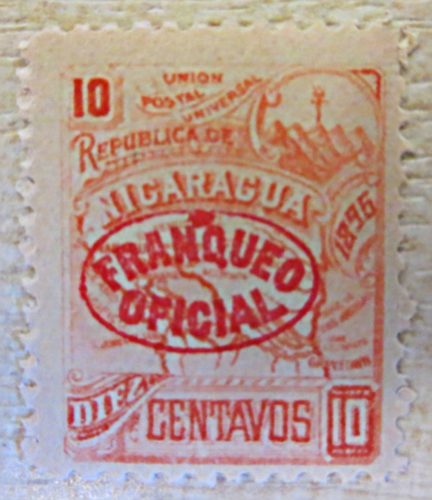 10
UNION
POSTAL UNIVERSAL
REPUBLICA DE
NICARAGUA
1896
FRANQUEO
OFICIAL
DIEZ
CENTAVOS
10